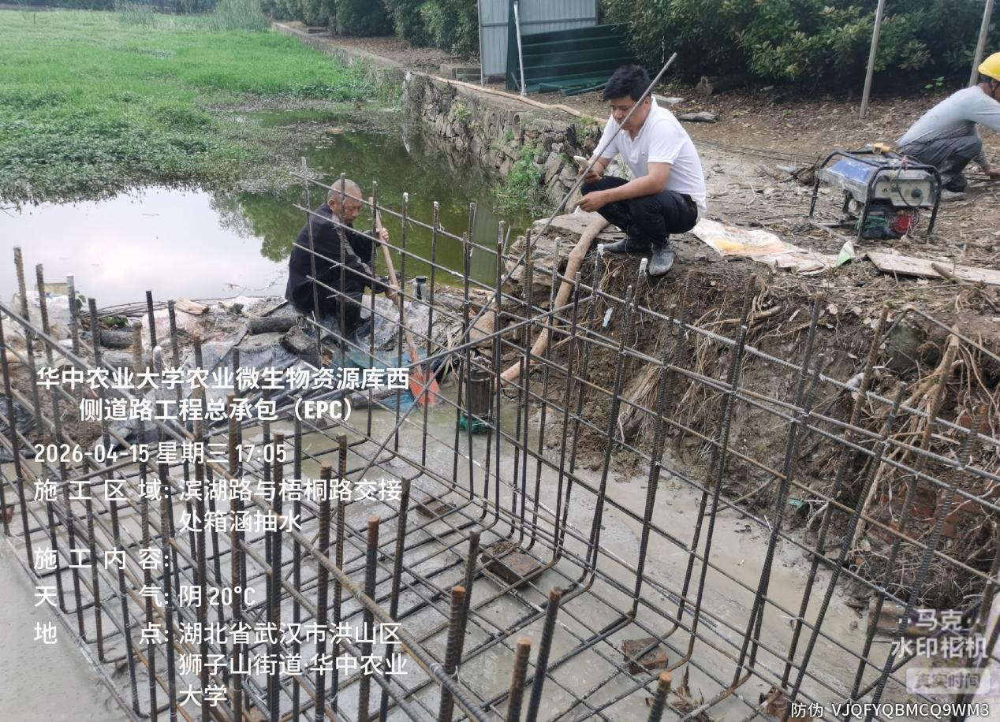 华中农业大学农业微生物资源库西
侧道路工程总承包（EPC）
2026-04-15 星期三 17:05
施工区域: 滨湖路与梧桐路交接
处箱涵抽水
施工内容:
天气: 阴 20°C
地点: 湖北省武汉市洪山区
狮子山街道·华中农业
大学
马克
水印相机
真实时间
防伪 VJQFYQBMCQ9WM3